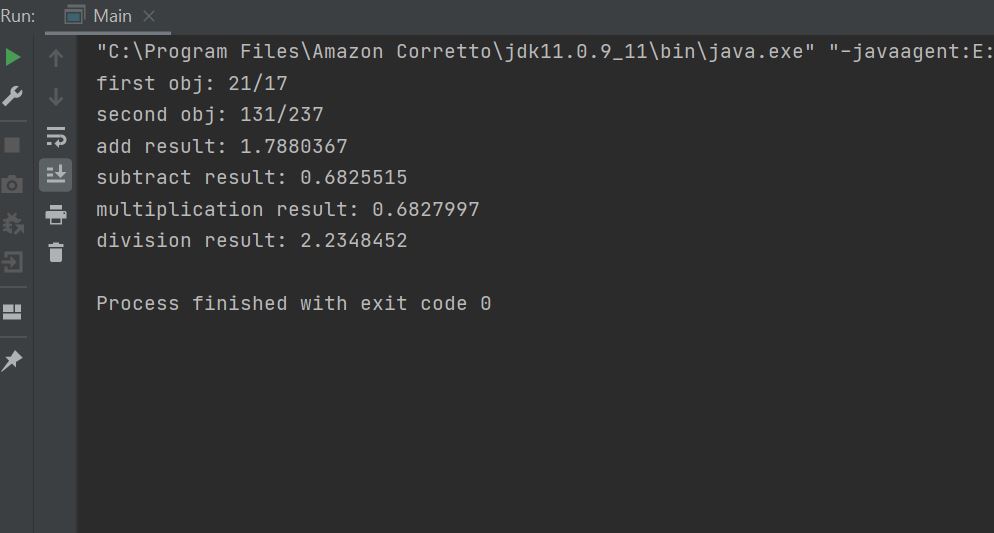 Run: Main
"C:\Program Files\Amazon Corretto\jdk11.0.9_11\bin\java.exe" "-javaagent:E:
first obj: 21/17
second obj: 131/237
add result: 1.7880367
subtract result: 0.6825515
multiplication result: 0.6827997
division result: 2.2348452
Process finished with exit code 0